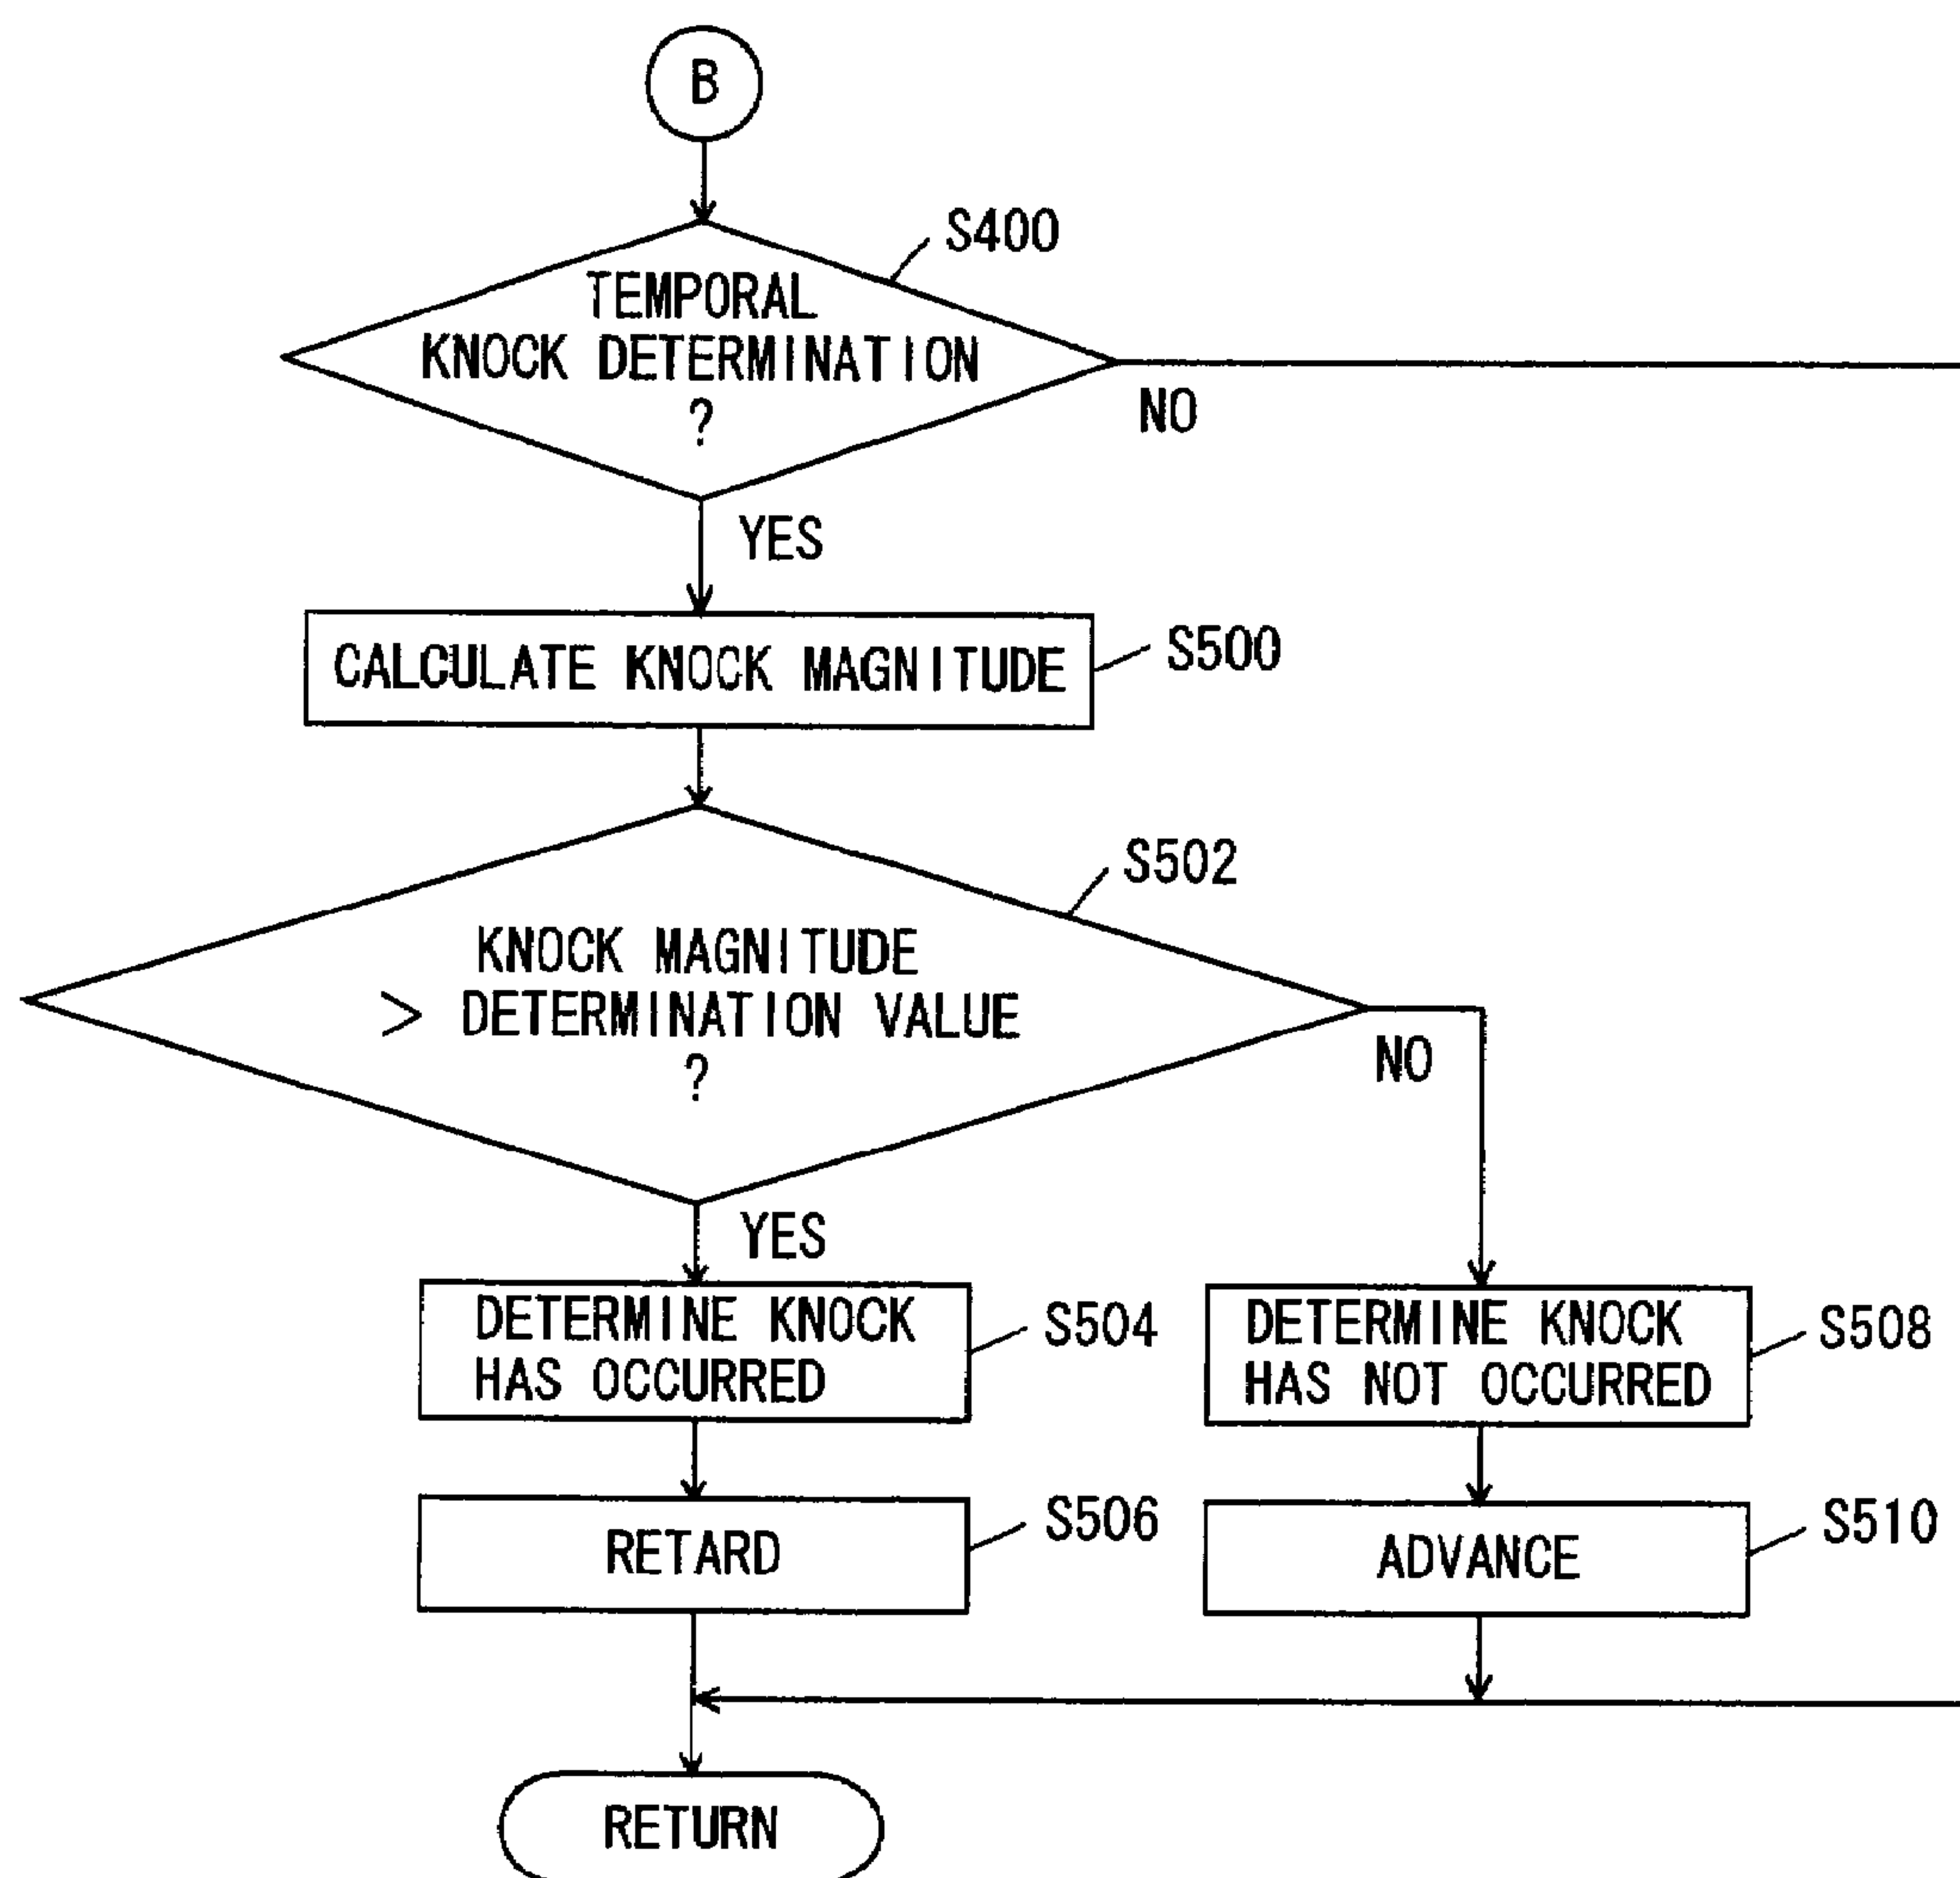 B
S400
TEMPORAL
KNOCK DETERMINATION
?
NO
YES
CALCULATE KNOCK MAGNITUDE
S500
S502
KNOCK MAGNITUDE
> DETERMINATION VALUE
?
NO
YES
DETERMINE KNOCK
HAS OCCURRED
S504
DETERMINE KNOCK
HAS NOT OCCURRED
S508
RETARD
S506
ADVANCE
S510
RETURN